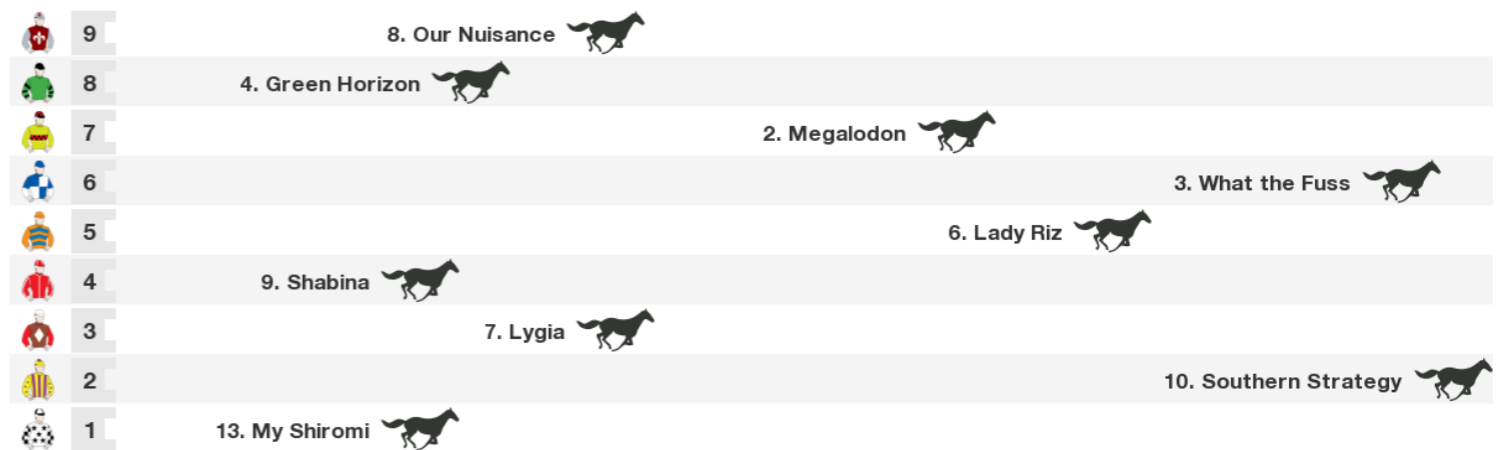 9 8. Our Nuisance
8 4. Green Horizon
7 2. Megalodon
6 3. What the Fuss
5 6. Lady Riz
4 9. Shabina
3 7. Lygia
2 10. Southern Strategy
1 13. My Shiromi